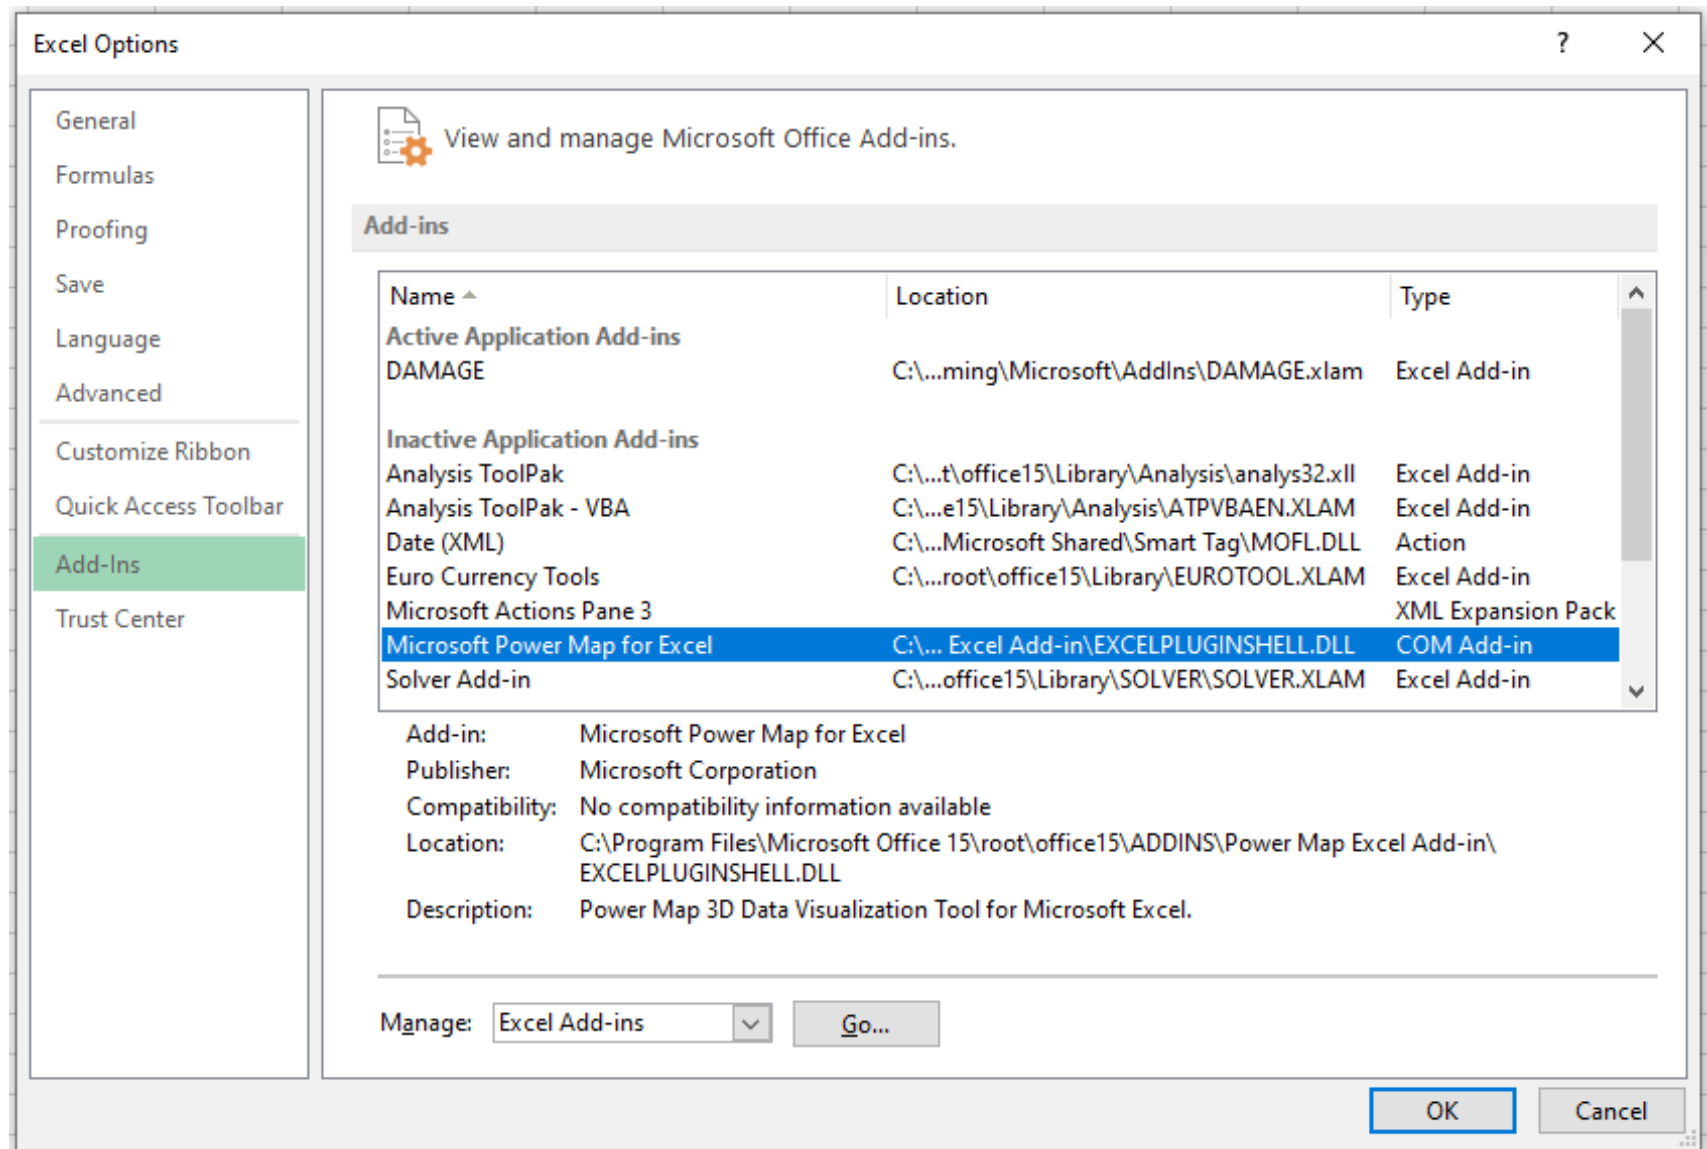 Excel Options
?
General
Formulas
Proofing
Save
Language
Advanced
Customize Ribbon
Quick Access Toolbar
Add-Ins
Trust Center
View and manage Microsoft Office Add-ins.
Add-ins
Name Location Type
Active Application Add-ins
DAMAGE C:\...ming\Microsoft\AddIns\DAMAGE.xlam Excel Add-in
Inactive Application Add-ins
Analysis ToolPak C:\...t\office15\Library\Analysis\analys32.xll Excel Add-in
Analysis ToolPak - VBA C:\...e15\Library\Analysis\ATPVBAEN.XLAM Excel Add-in
Date (XML) C:\...Microsoft Shared\Smart Tag\MOFL.DLL Action
Euro Currency Tools C:\...root\office15\Library\EUROTOOL.XLAM Excel Add-in
Microsoft Actions Pane 3 XML Expansion Pack
Microsoft Power Map for Excel C:\... Excel Add-in\EXCELPLUGINSHELL.DLL COM Add-in
Solver Add-in C:\...office15\Library\SOLVER\SOLVER.XLAM Excel Add-in
Add-in: Microsoft Power Map for Excel
Publisher: Microsoft Corporation
Compatibility: No compatibility information available
Location: C:\Program Files\Microsoft Office 15\root\office15\ADDINS\Power Map Excel Add-in\
EXCELPLUGINSHELL.DLL
Description: Power Map 3D Data Visualization Tool for Microsoft Excel.
Manage: Excel Add-ins Go...
OK Cancel